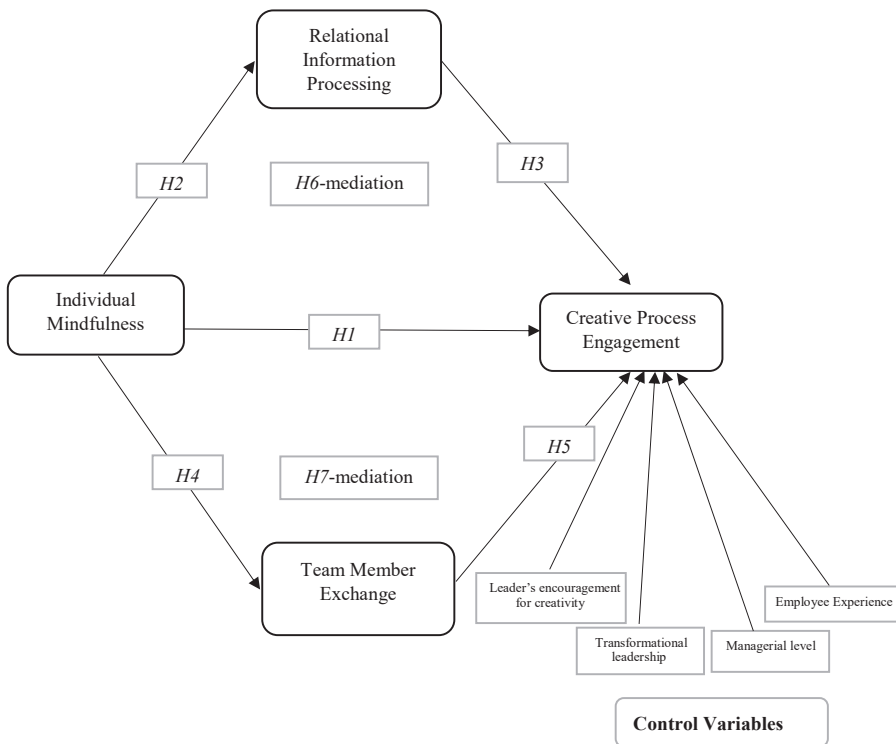 Relational
Information
Processing
H2
H6-mediation
H3
Individual
Mindfulness
H1
Creative Process
Engagement
H4
H7-mediation
H5
Team Member
Exchange
Leader's encouragement
for creativity
Transformational
leadership
Managerial level
Employee Experience
Control Variables